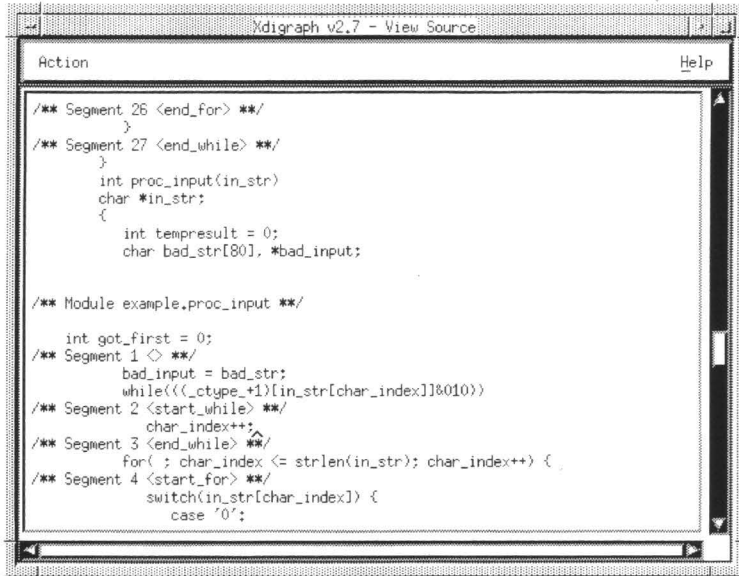 Xdigraph v2.7 - View Source
Action Help
/** Segment 26 <end_for> **/
}
/** Segment 27 <end_while> **/
}
int proc_input(in_str)
char *in_str;
{
int tempresult = 0;
char bad_str[80], *bad_input;
/** Module example.proc_input **/
int got_first = 0;
/** Segment 1 <> **/
bad_input = bad_str;
while(((_ctype_+1)[in_str[char_index]]&010))
/** Segment 2 <start_while> **/
char_index++;
/** Segment 3 <end_while> **/
for( ; char_index <= strlen(in_str); char_index++) {
/** Segment 4 <start_for> **/
switch(in_str[char_index]) {
case '0':